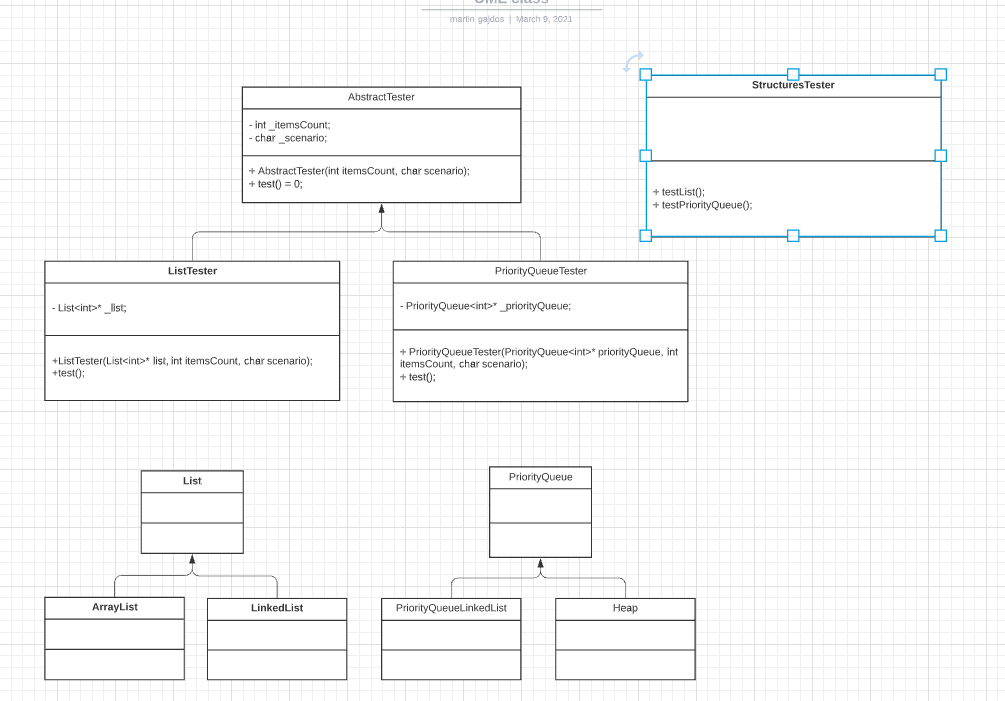 martin gajdos | March 9, 2021
AbstractTester
- int _itemsCount;
- char _scenario;
+ AbstractTester(int itemsCount, char scenario);
+ test() = 0;
StructuresTester
+ testList();
+ testPriorityQueue();
ListTester
- List<int>* _list;
+ListTester(List<int>* list, int itemsCount, char scenario);
+test();
PriorityQueueTester
- PriorityQueue<int>* _priorityQueue;
+ PriorityQueueTester(PriorityQueue<int>* priorityQueue, int
itemsCount, char scenario);
+ test();
List
PriorityQueue
ArrayList
LinkedList
PriorityQueueLinkedList
Heap